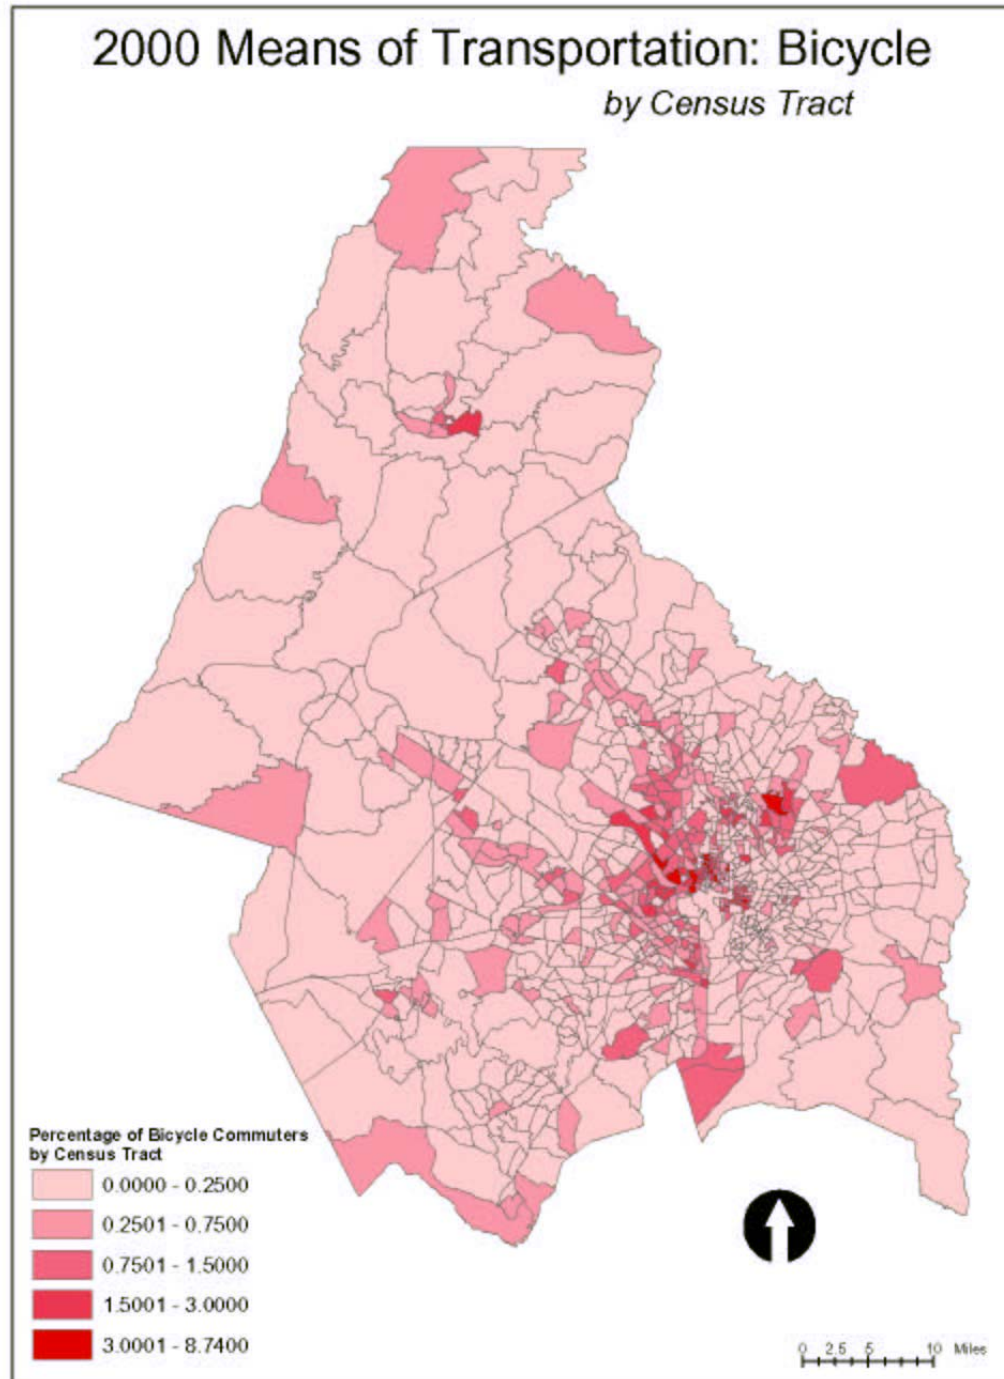 2000 Means of Transportation: Bicycle
by Census Tract
Percentage of Bicycle Commuters
by Census Tract
0.0000 - 0.2500
0.2501 - 0.7500
0.7501 - 1.5000
1.5001 - 3.0000
3.0001 - 8.7400
0 2.5 5 10 Miles